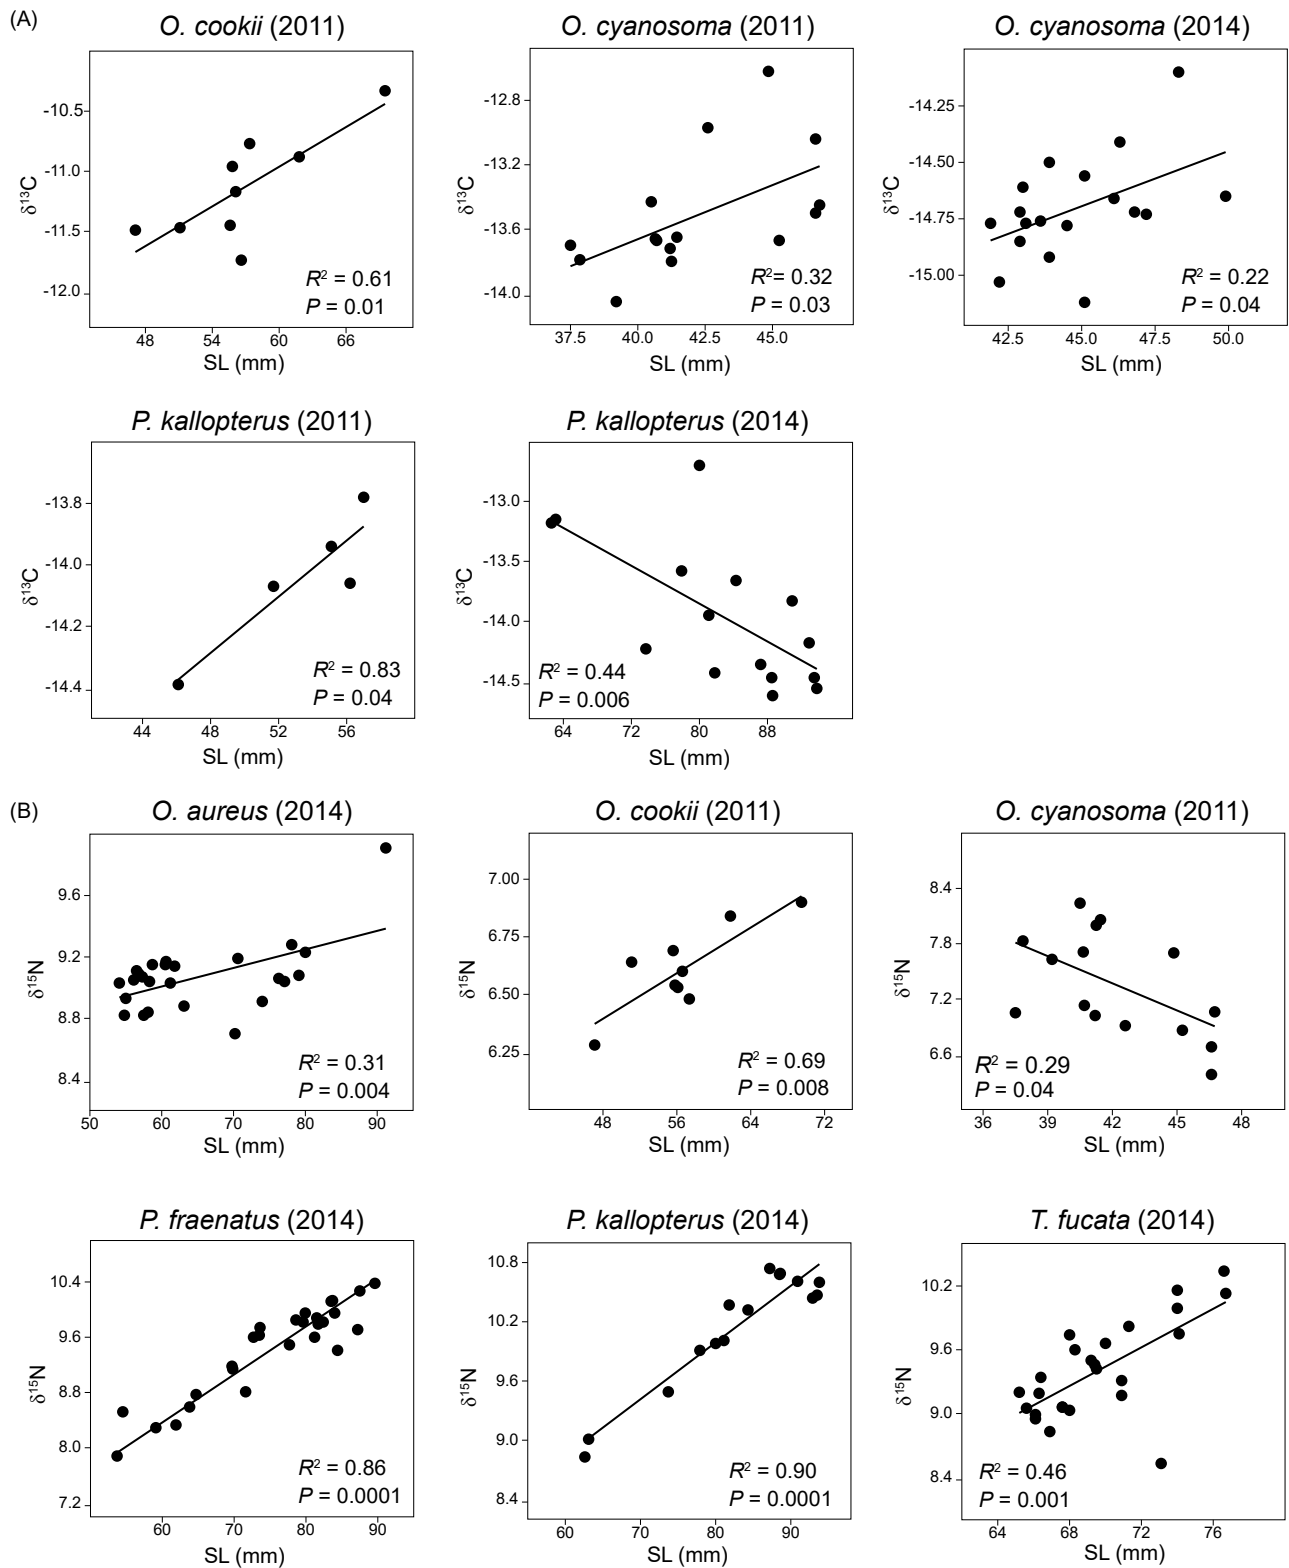 (A)
O. cookii (2011)
O. cyanosoma (2011)
O. cyanosoma (2014)
-10.5
-11.0
-11.5
-12.0
δ¹³C
R² = 0.61
P = 0.01
48 54 60 66
SL (mm)
-12.8
-13.2
-13.6
-14.0
δ¹³C
R² = 0.32
P = 0.03
37.5 40.0 42.5 45.0
SL (mm)
-14.25
-14.50
-14.75
-15.00
δ¹³C
R² = 0.22
P = 0.04
42.5 45.0 47.5 50.0
SL (mm)
P. kallopterus (2011)
P. kallopterus (2014)
-13.8
-14.0
-14.2
-14.4
δ¹³C
R² = 0.83
P = 0.04
44 48 52 56
SL (mm)
-13.0
-13.5
-14.0
-14.5
δ¹³C
R² = 0.44
P = 0.006
64 72 80 88
SL (mm)
(B)
O. aureus (2014)
O. cookii (2011)
O. cyanosoma (2011)
9.6
9.2
8.8
8.4
δ¹⁵N
R² = 0.31
P = 0.004
50 60 70 80 90
SL (mm)
7.00
6.75
6.50
6.25
δ¹⁵N
R² = 0.69
P = 0.008
48 56 64 72
SL (mm)
8.4
7.8
7.2
6.6
δ¹⁵N
R² = 0.29
P = 0.04
36 39 42 45 48
SL (mm)
P. fraenatus (2014)
P. kallopterus (2014)
T. fucata (2014)
10.4
9.6
8.8
8.0
7.2
δ¹⁵N
R² = 0.86
P = 0.0001
60 70 80 90
SL (mm)
10.8
10.2
9.6
9.0
8.4
δ¹⁵N
R² = 0.90
P = 0.0001
60 70 80 90
SL (mm)
10.2
9.6
9.0
8.4
δ¹⁵N
R² = 0.46
P = 0.001
64 68 72 76
SL (mm)